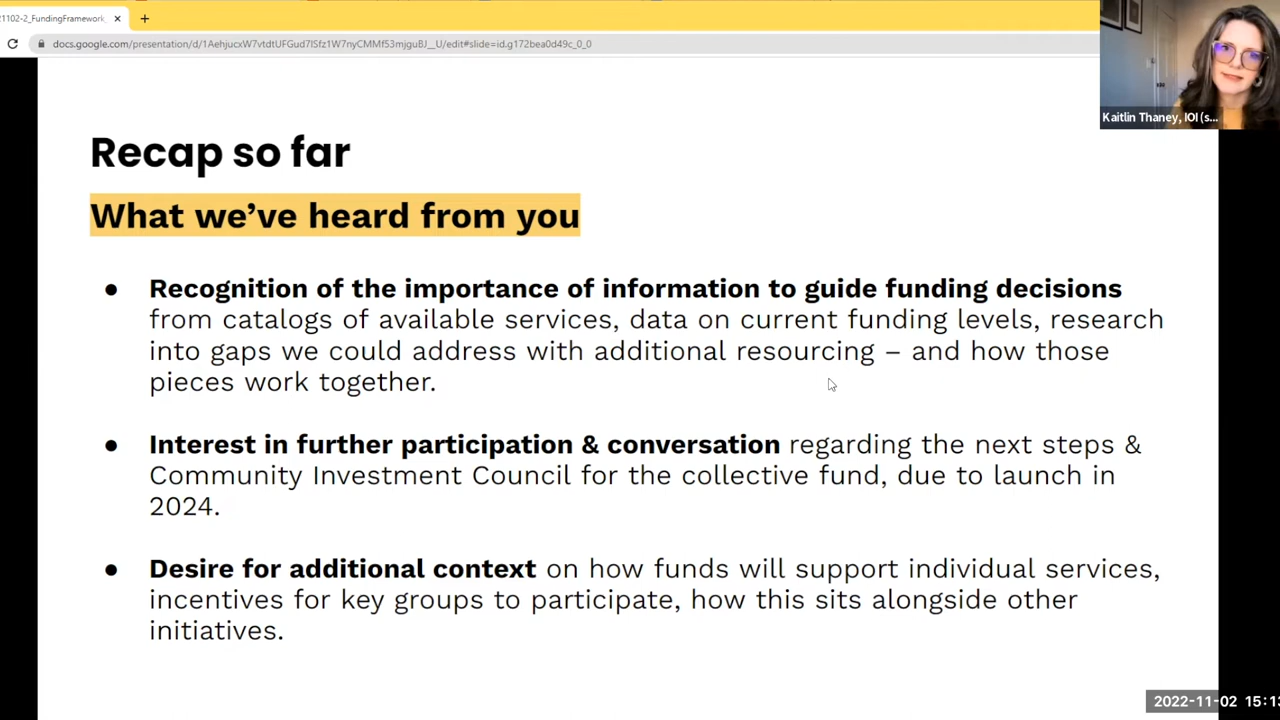 21102-2_FundingFramework
docs.google.com/presentation/d/1AehjucxW7vtdtUFGud7lSfz1W7nyCMMf53mjguBJ__U/edit#slide=id.g172bea0d49c_0_0
Kaitlin Thaney, IOI (s...
Recap so far
What we’ve heard from you
● Recognition of the importance of information to guide funding decisions
from catalogs of available services, data on current funding levels, research
into gaps we could address with additional resourcing – and how those
pieces work together.
● Interest in further participation & conversation regarding the next steps &
Community Investment Council for the collective fund, due to launch in
2024.
● Desire for additional context on how funds will support individual services,
incentives for key groups to participate, how this sits alongside other
initiatives.
2022-11-02 15:13